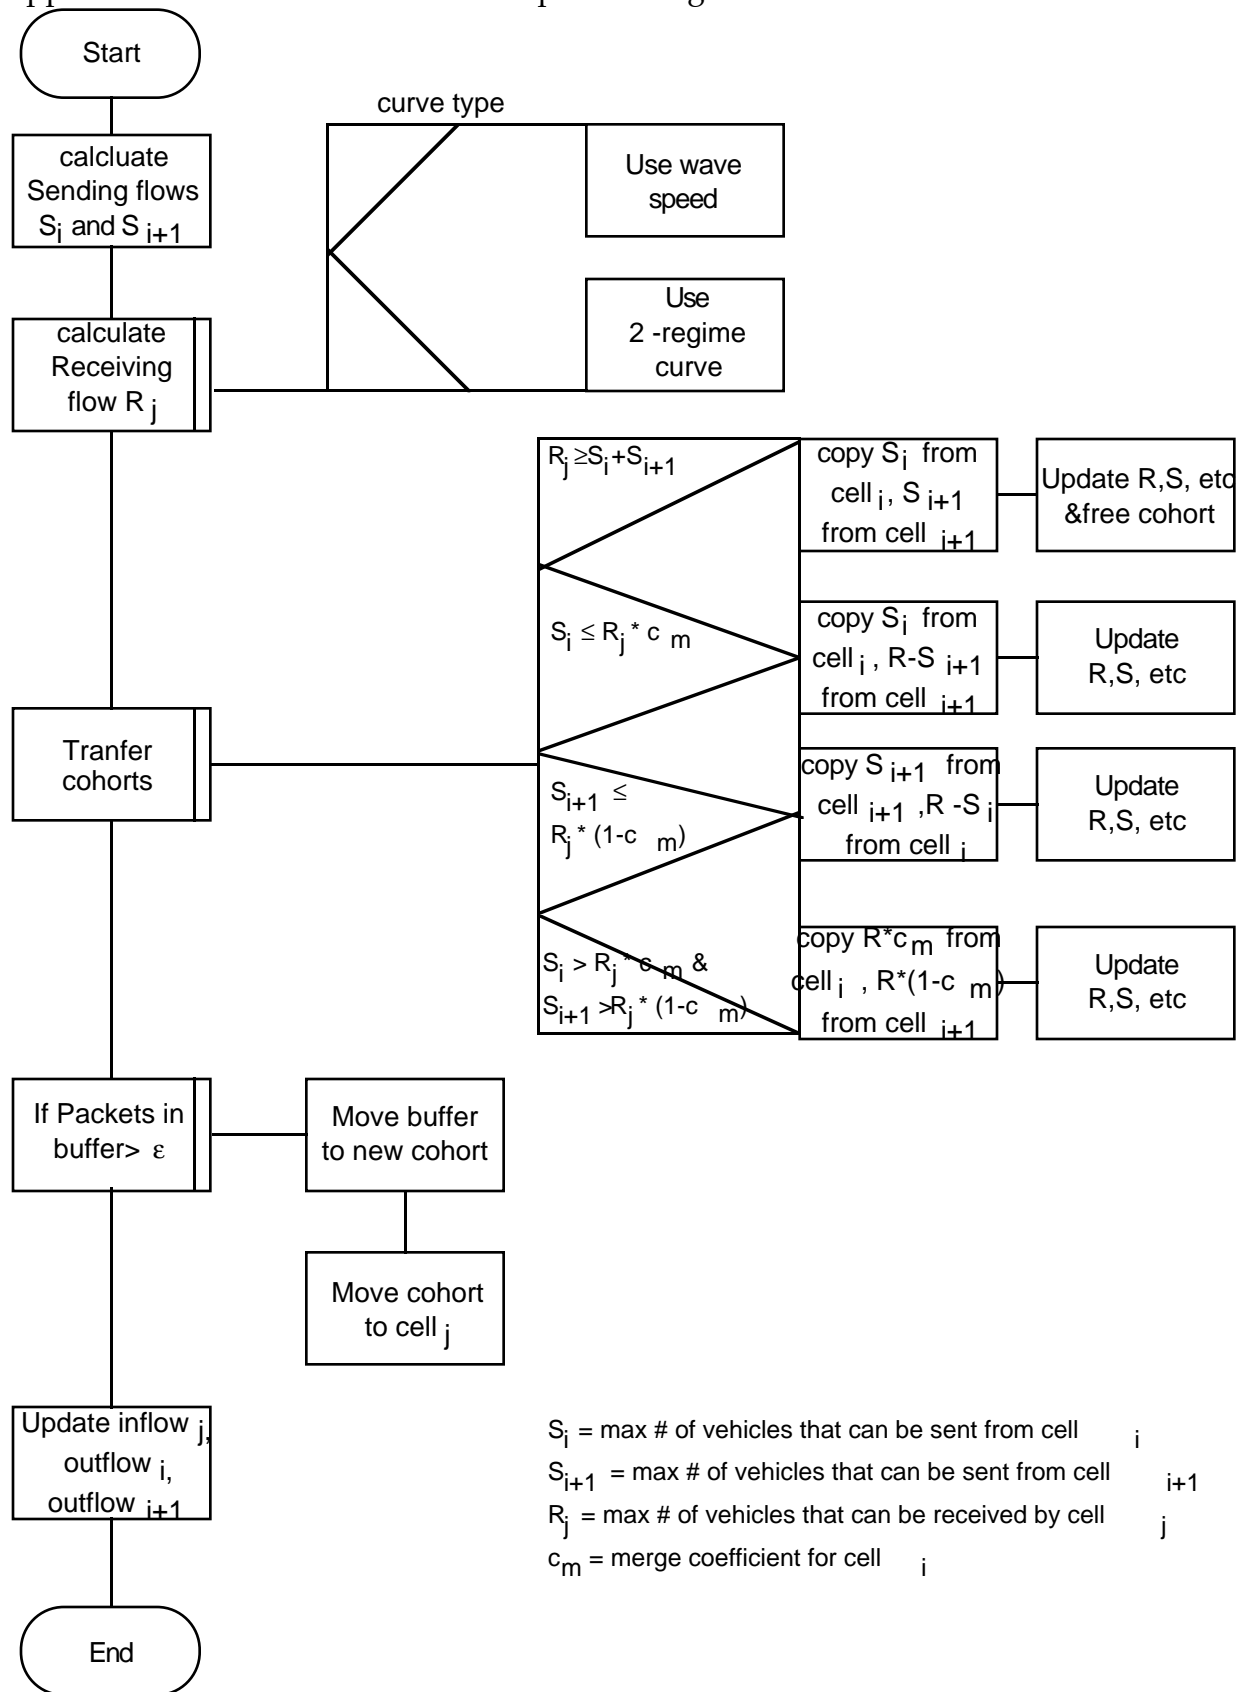 Start
curve type
calcluate
Sending flows
Si and S i+1
Use wave
speed
Use
2 -regime
curve
calculate
Receiving
flow R j
Rj ≥Si+Si+1
copy Si from
cell i , S i+1
from cell i+1
Update R,S, etc
&free cohort
Si ≤ Rj * c m
copy Si from
cell i , R-S i+1
from cell i+1
Update
R,S, etc
Tranfer
cohorts
Si+1 ≤
Rj * (1-c m)
copy S i+1 from
cell i+1 ,R -S i
from cell i
Update
R,S, etc
Si > Rj * c m &
Si+1 >Rj * (1-c m)
copy R*cm from
cell i , R*(1-c m)
from cell i+1
Update
R,S, etc
If Packets in
buffer> ε
Move buffer
to new cohort
Move cohort
to cell j
Update inflow j,
outflow i,
outflow i+1
Si = max # of vehicles that can be sent from cell i
Si+1 = max # of vehicles that can be sent from cell i+1
Rj = max # of vehicles that can be received by cell j
cm = merge coefficient for cell i
End